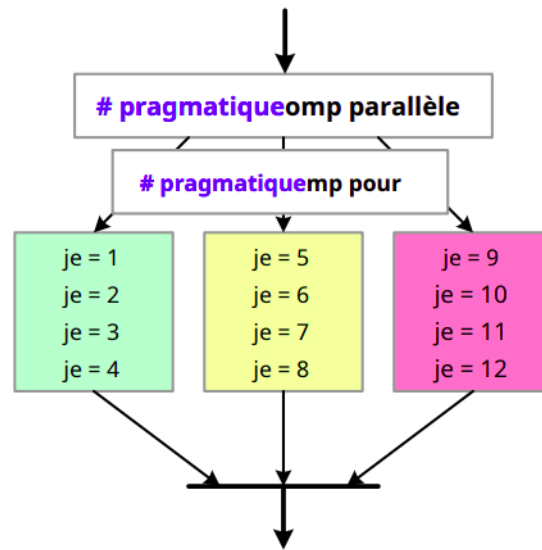 # pragmatiqueomp parallèle
# pragmatiquemp pour
je = 1
je = 2
je = 3
je = 4
je = 5
je = 6
je = 7
je = 8
je = 9
je = 10
je = 11
je = 12